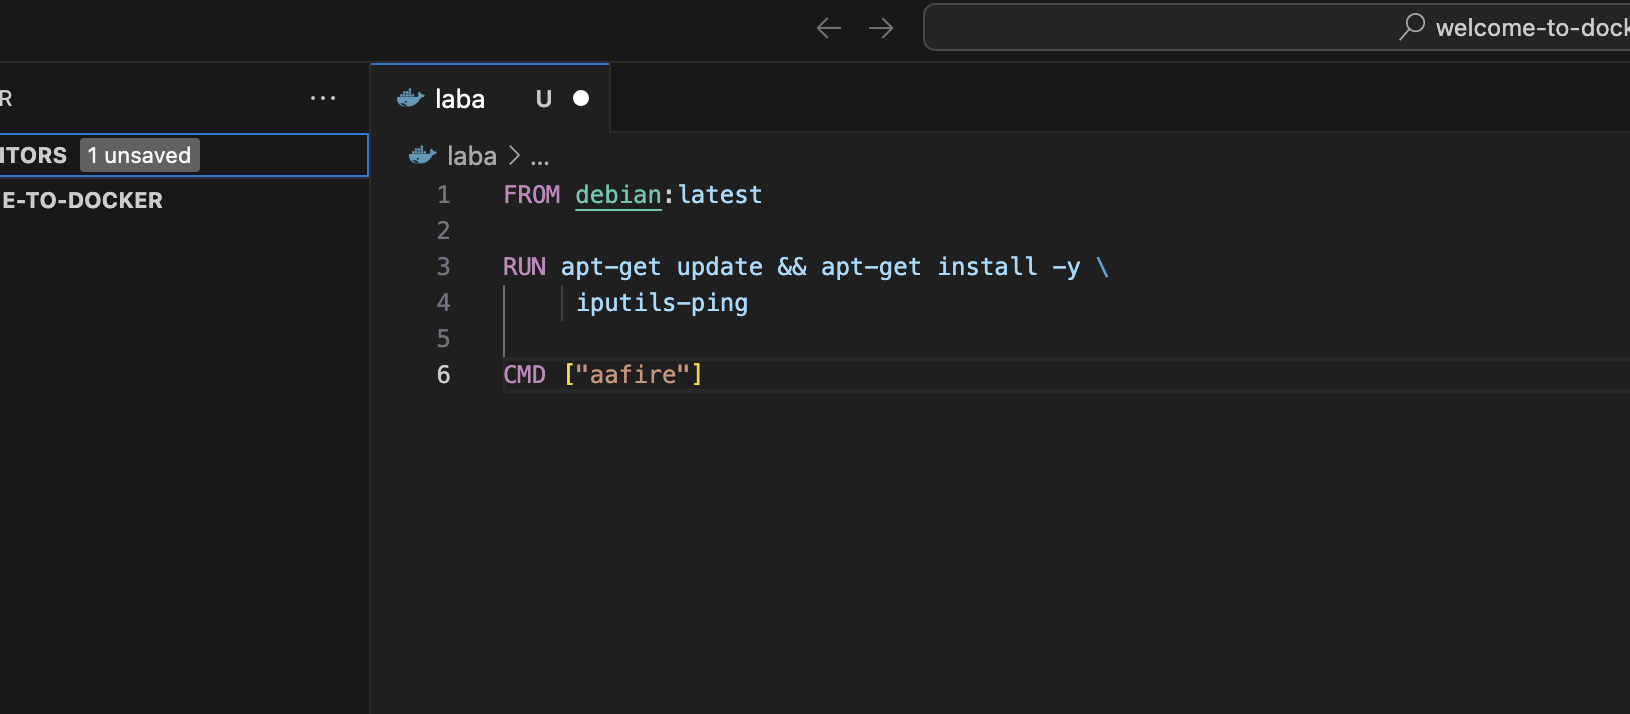 welcome-to-dock
R ...
laba U
ITORS 1 unsaved
laba > ...
E-TO-DOCKER
1 FROM debian:latest
2
3 RUN apt-get update && apt-get install -y \
4 iputils-ping
5
6 CMD ["aafire"]